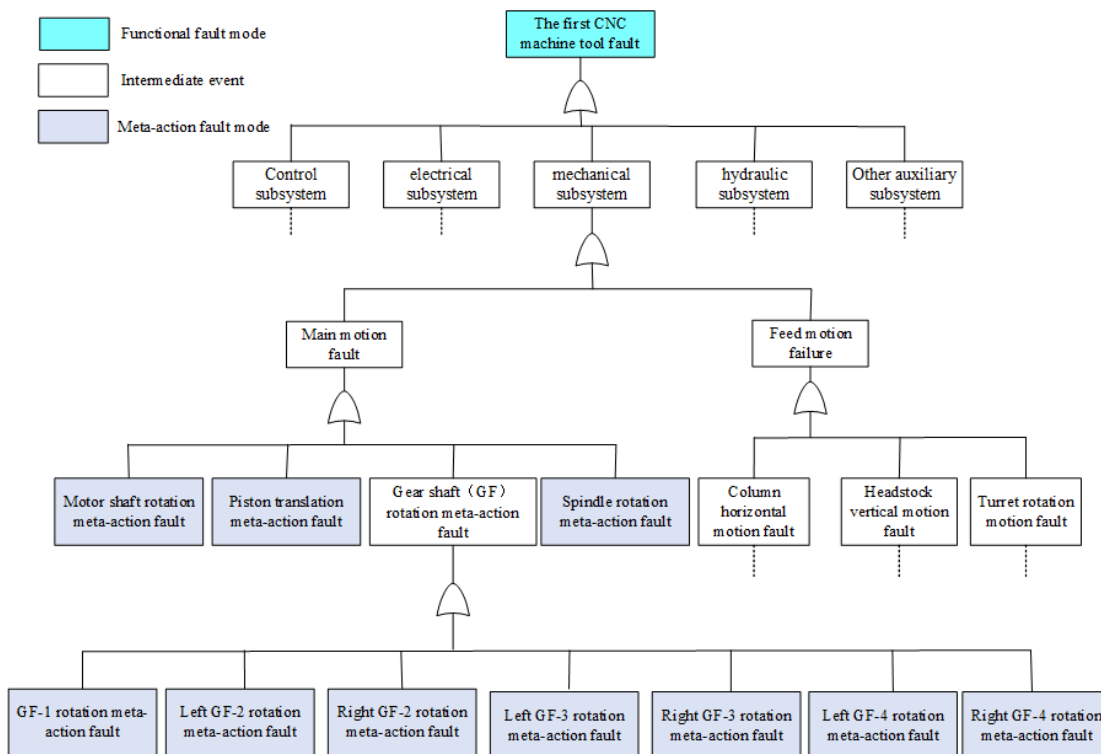 The first CNC
machine tool fault
Functional fault mode
Intermediate event
Meta-action fault mode
Control
subsystem
electrical
subsystem
mechanical
subsystem
hydraulic
subsystem
Other auxiliary
subsystem
Main motion
fault
Feed motion
failure
Motor shaft rotation
meta-action fault
Piston translation
meta-action fault
Gear shaft（GF）
rotation meta-action
fault
Spindle rotation
meta-action fault
Column
horizontal
motion fault
Headstock
vertical motion
fault
Turret rotation
motion fault
GF-1 rotation meta-
action fault
Left GF-2 rotation
meta-action fault
Right GF-2 rotation
meta-action fault
Left GF-3 rotation
meta-action fault
Right GF-3 rotation
meta-action fault
Left GF-4 rotation
meta-action fault
Right GF-4 rotation
meta-action fault